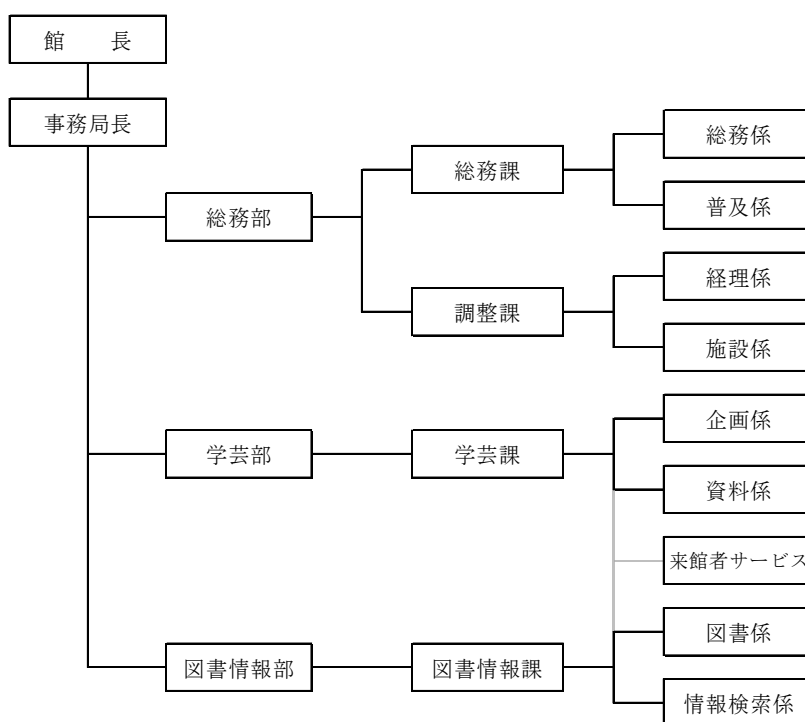 館　　長
事務局長
総務部
総務課
総務係
普及係
調整課
経理係
施設係
学芸部
学芸課
企画係
資料係
来館者サービス
図書情報部
図書情報課
図書係
情報検索係